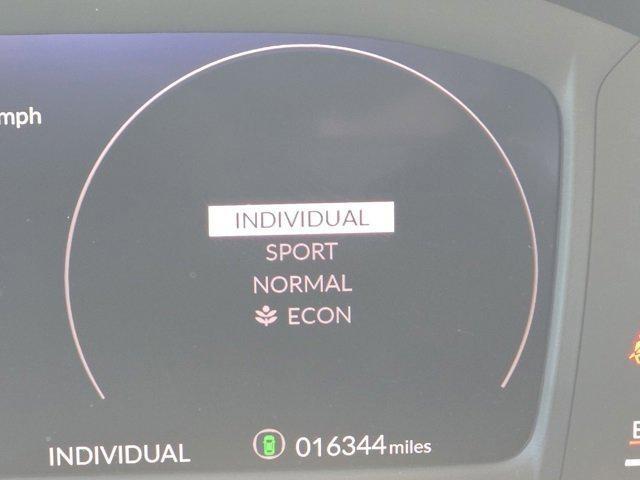 mph
INDIVIDUAL
SPORT
NORMAL
ECON
INDIVIDUAL
016344 miles
E